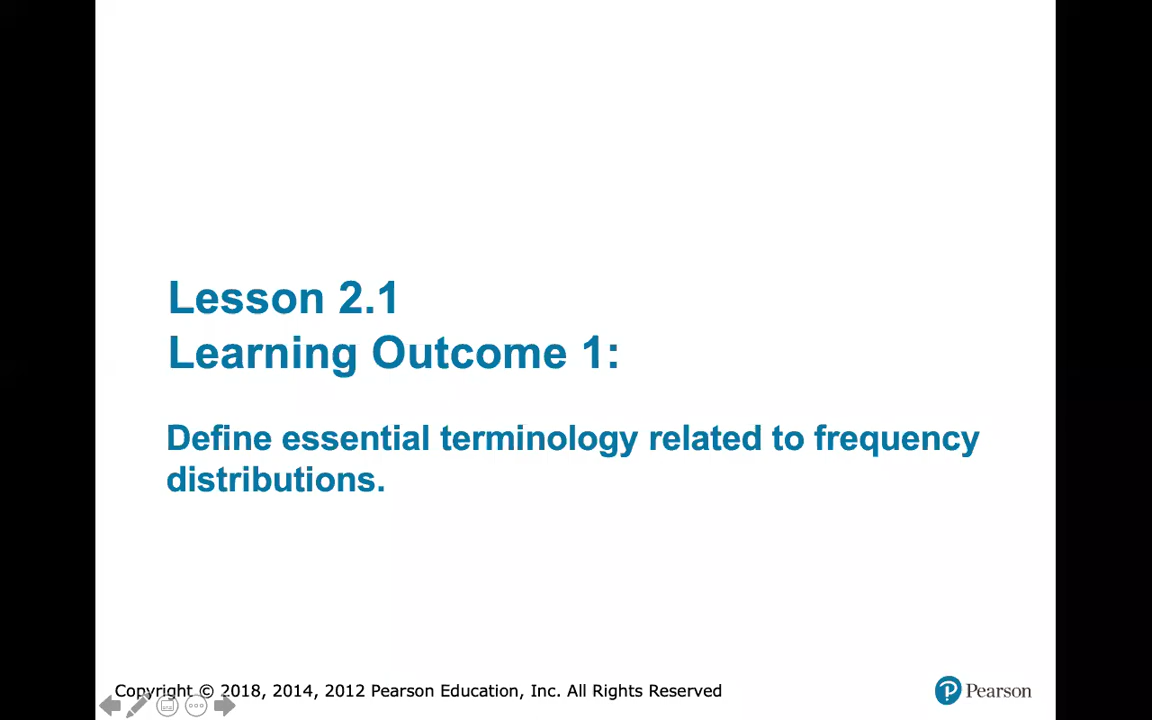 Lesson 2.1
Learning Outcome 1:
Define essential terminology related to frequency
distributions.
Copyright © 2018, 2014, 2012 Pearson Education, Inc. All Rights Reserved
Pearson